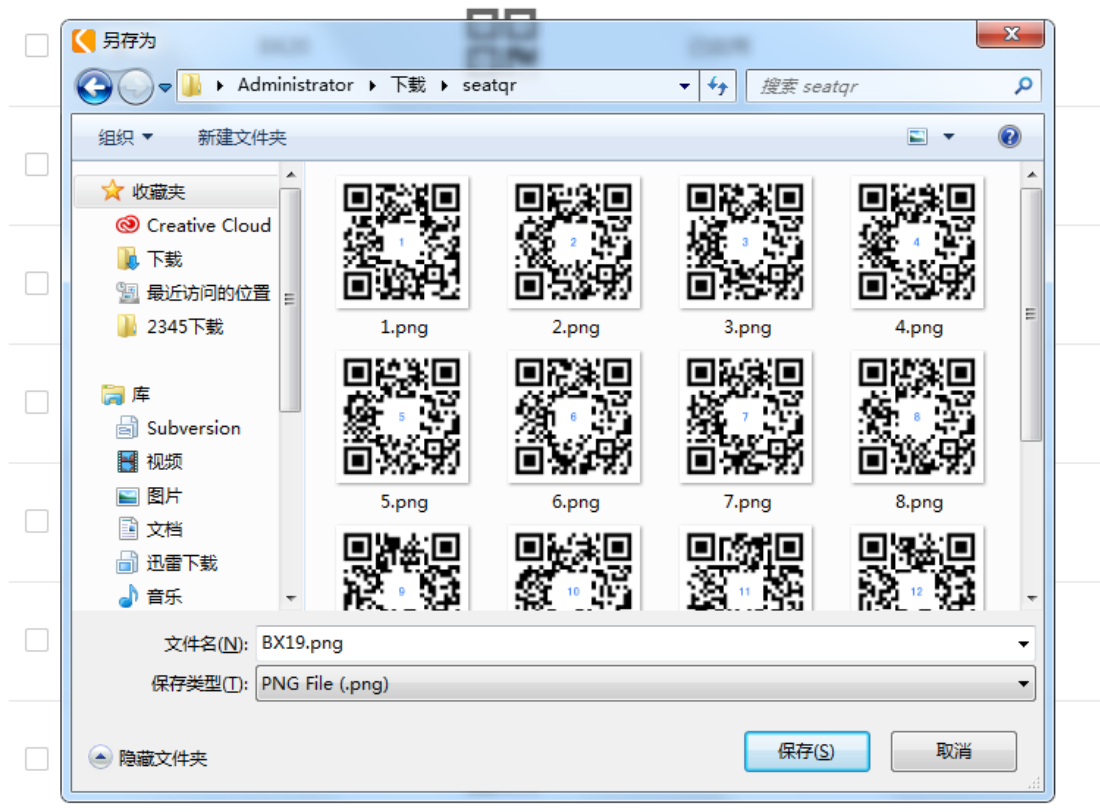 另存为
Administrator 下载 seatqr
搜索 seatqr
组织 新建文件夹
收藏夹
Creative Cloud
下载
最近访问的位置
2345下载
库
Subversion
视频
图片
文档
迅雷下载
音乐
1 2 3 4
1.png 2.png 3.png 4.png
5 6 7 8
5.png 6.png 7.png 8.png
9 10 11 12
文件名(N): BX19.png
保存类型(T): PNG File (.png)
隐藏文件夹 保存(S) 取消